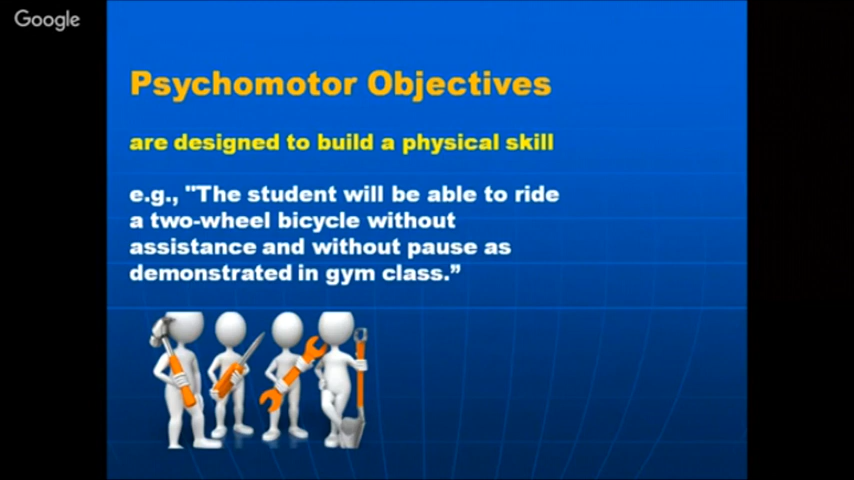 Google
Psychomotor Objectives
are designed to build a physical skill
e.g., "The student will be able to ride
a two-wheel bicycle without
assistance and without pause as
demonstrated in gym class.”